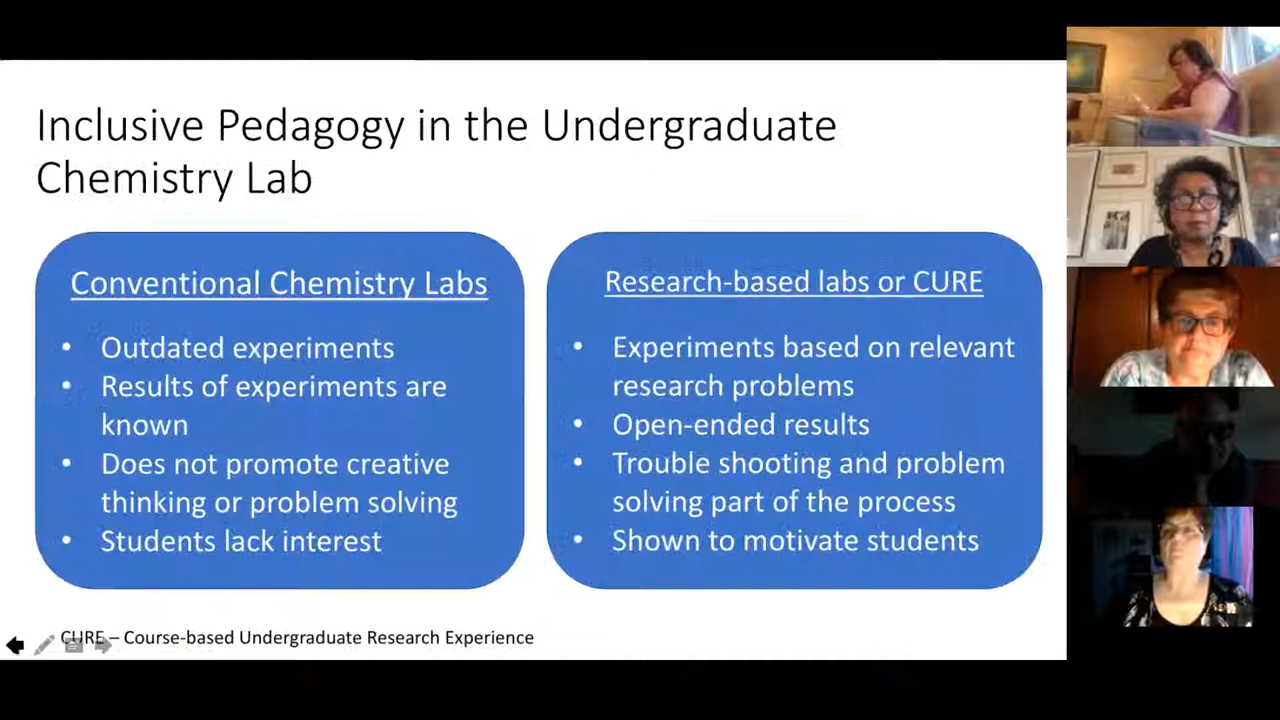 Inclusive Pedagogy in the Undergraduate
Chemistry Lab
Conventional Chemistry Labs
• Outdated experiments
• Results of experiments are
known
• Does not promote creative
thinking or problem solving
• Students lack interest
Research-based labs or CURE
• Experiments based on relevant
research problems
• Open-ended results
• Trouble shooting and problem
solving part of the process
• Shown to motivate students
CURE – Course-based Undergraduate Research Experience